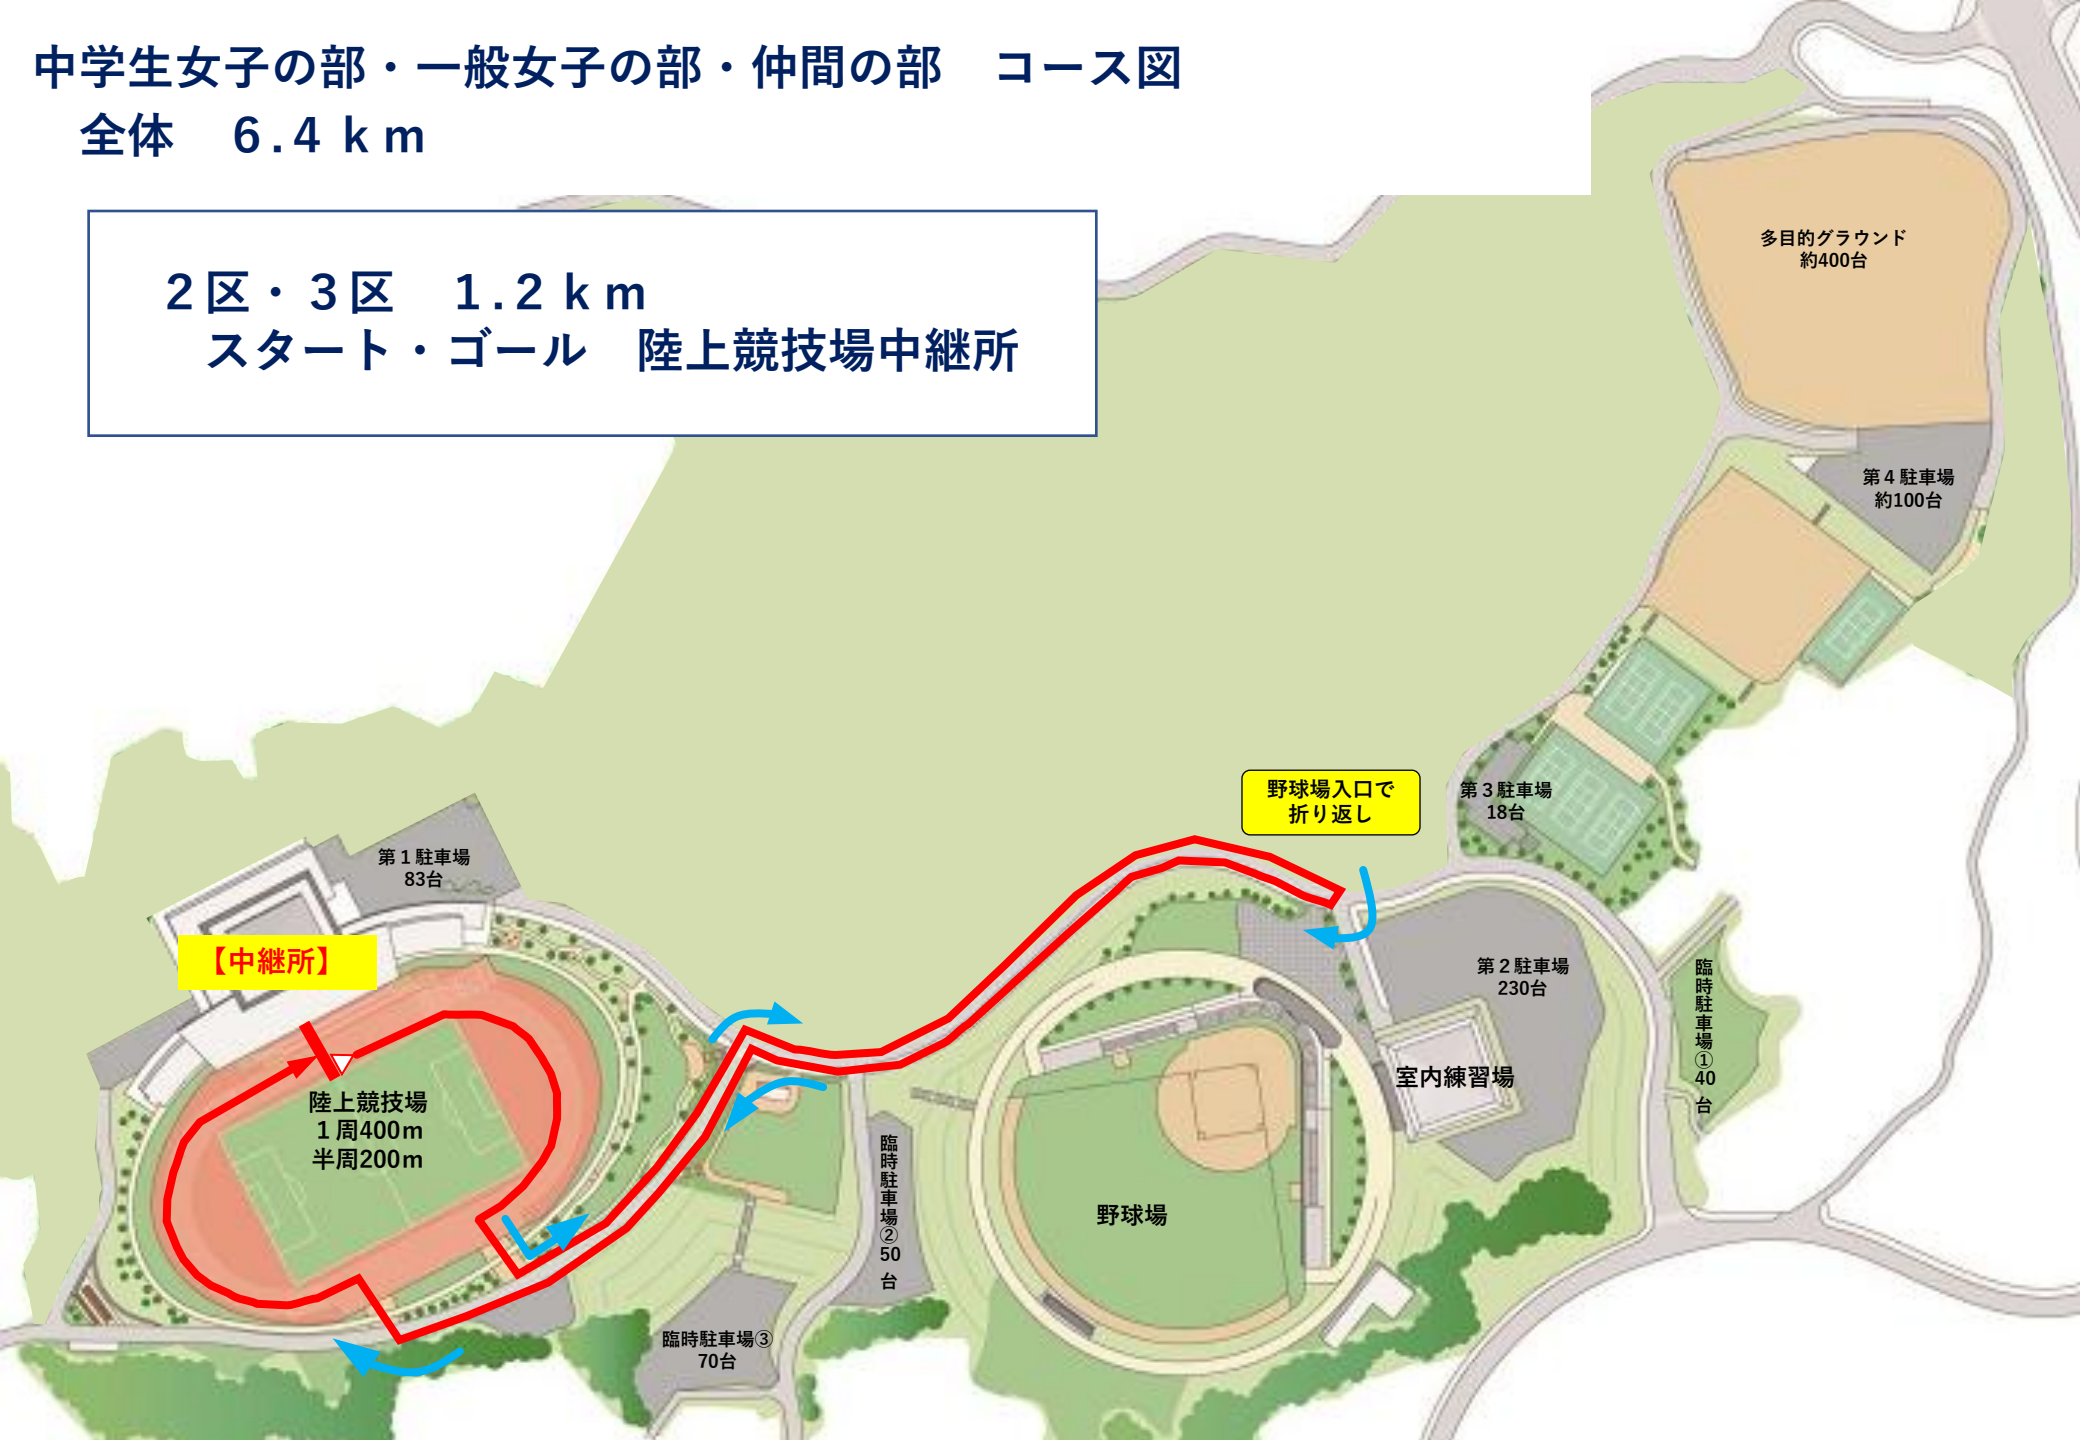 中学生女子の部・一般女子の部・仲間の部　コース図
全体　６.４ｋｍ
２区・３区　１.２ｋｍ
スタート・ゴール　陸上競技場中継所
多目的グラウンド
約400台
第４駐車場
約100台
野球場入口で
折り返し
第３駐車場
18台
第１駐車場
83台
【中継所】
第２駐車場
230台
臨時駐車場①40台
室内練習場
陸上競技場
１周400m
半周200m
臨時駐車場②50台
野球場
臨時駐車場③
70台